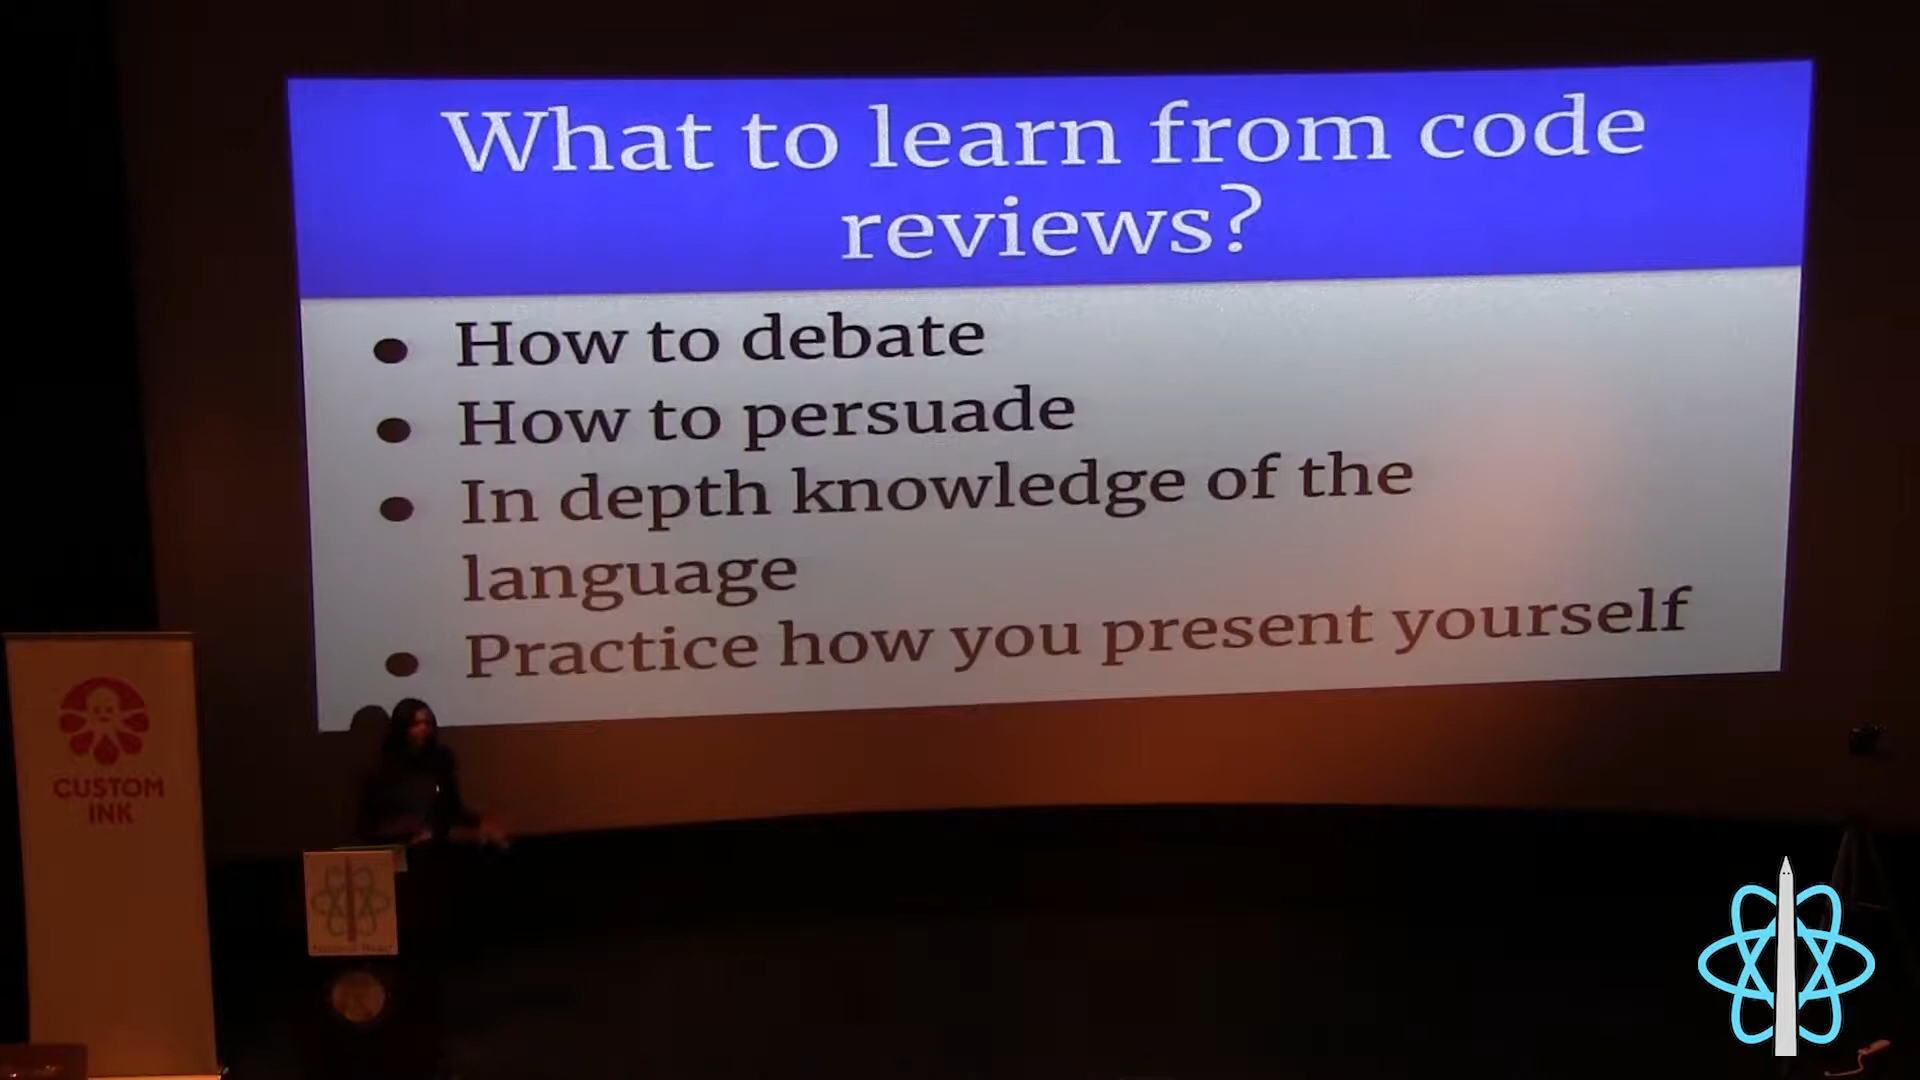 What to learn from code
reviews?
● How to debate
● How to persuade
● In depth knowledge of the
language
● Practice how you present yourself
CUSTOM
INK